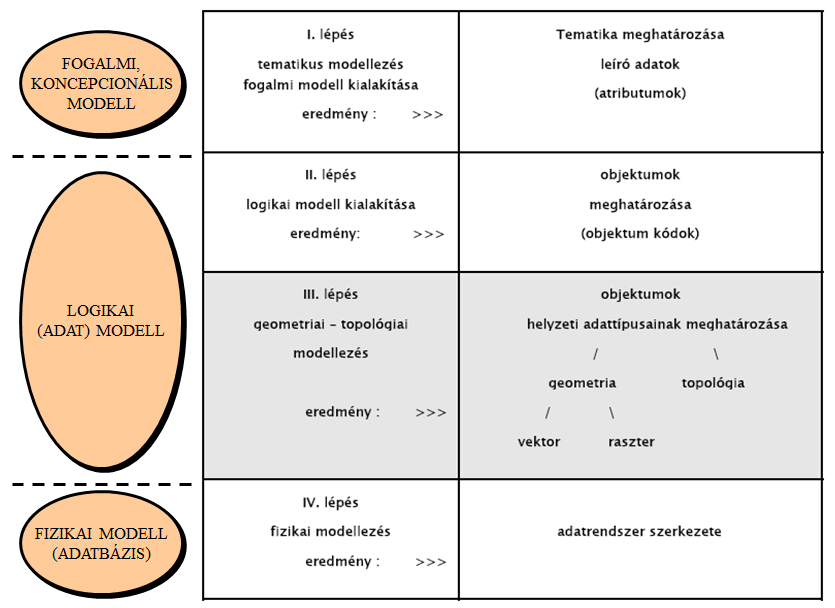 FOGALMI,
KONCEPCIONÁLIS
MODELL
I. lépés
tematikus modellezés
fogalmi modell kialakítása
eredmény : >>>
Tematika meghatározása
leíró adatok
(atributumok)
LOGIKAI
(ADAT) MODELL
II. lépés
logikai modell kialakítása
eredmény: >>>
objektumok
meghatározása
(objektum kódok)
III. lépés
geometriai – topológiai
modellezés
eredmény : >>>
objektumok
helyzeti adattípusainak meghatározása
/ \
geometria topológia
/ \
vektor raszter
FIZIKAI MODELL
(ADATBÁZIS)
IV. lépés
fizikai modellezés
eredmény : >>>
adatrendszer szerkezete